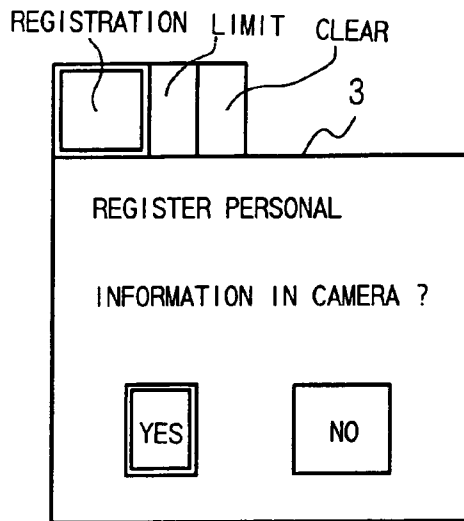 REGISTRATION LIMIT CLEAR
3
REGISTER PERSONAL
INFORMATION IN CAMERA ?
YES NO